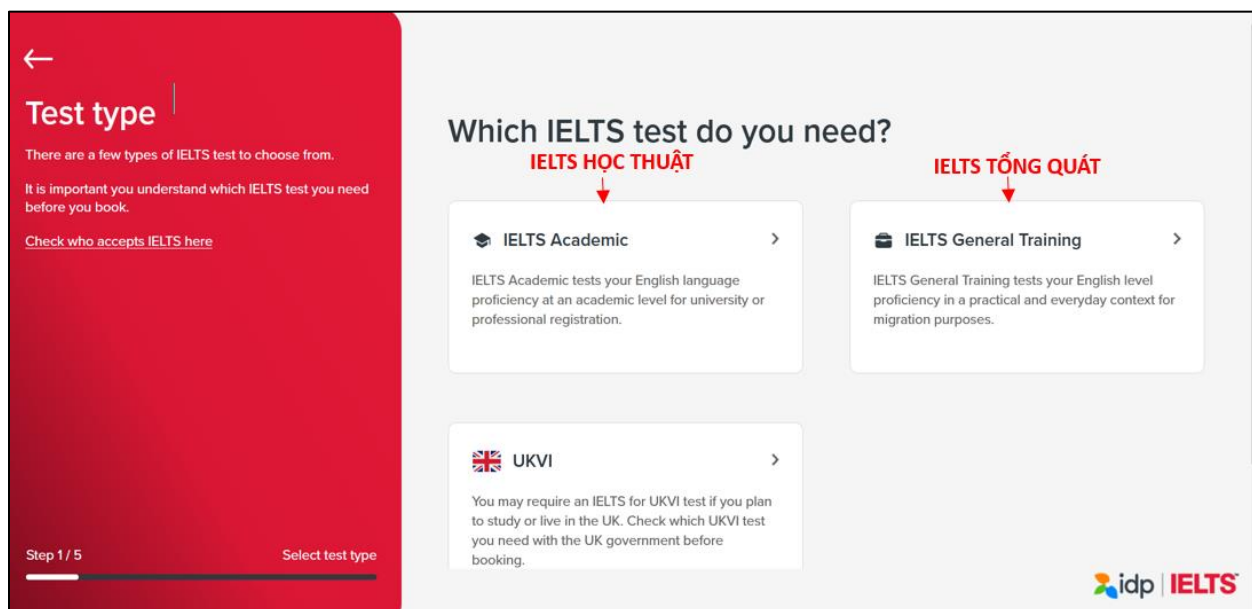 Test type
There are a few types of IELTS test to choose from.
It is important you understand which IELTS test you need
before you book.
Check who accepts IELTS here
Step 1 / 5
Select test type
Which IELTS test do you need?
IELTS HỌC THUẬT
IELTS TỔNG QUÁT
IELTS Academic
IELTS Academic tests your English language
proficiency at an academic level for university or
professional registration.
IELTS General Training
IELTS General Training tests your English level
proficiency in a practical and everyday context for
migration purposes.
UKVI
You may require an IELTS for UKVI test if you plan
to study or live in the UK. Check which UKVI test
you need with the UK government before
booking.
idp | IELTS